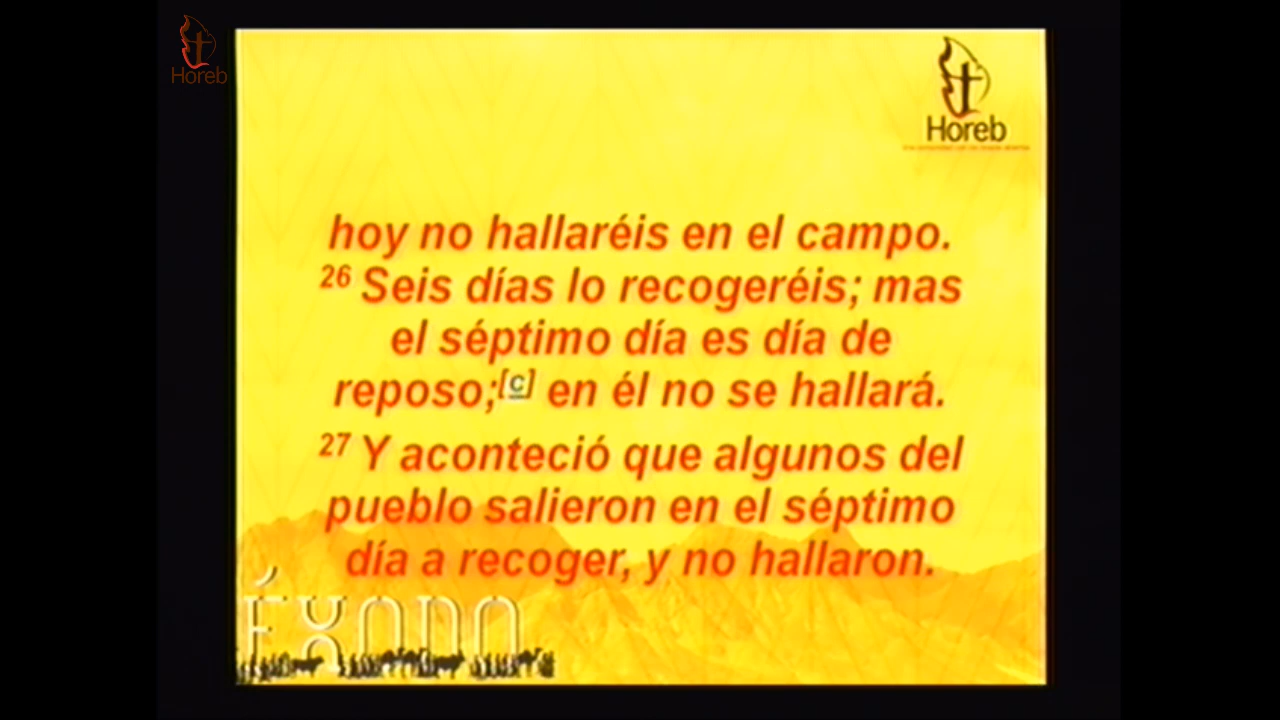 Horeb
Horeb
hoy no hallaréis en el campo.
26 Seis días lo recogeréis; mas
el séptimo día es día de
reposo;[c] en él no se hallará.
27 Y aconteció que algunos del
pueblo salieron en el séptimo
día a recoger, y no hallaron.
ÉXODO